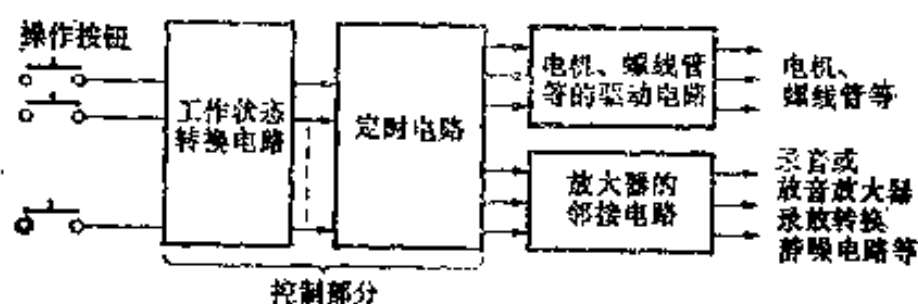 操作按钮
工作状态
转换电路
定时电路
电机、螺线管
等的驱动电路
电机、
螺线管等
放大器的
邻接电路
录音或
放音放大器
录放转换
静噪电路等
控制部分